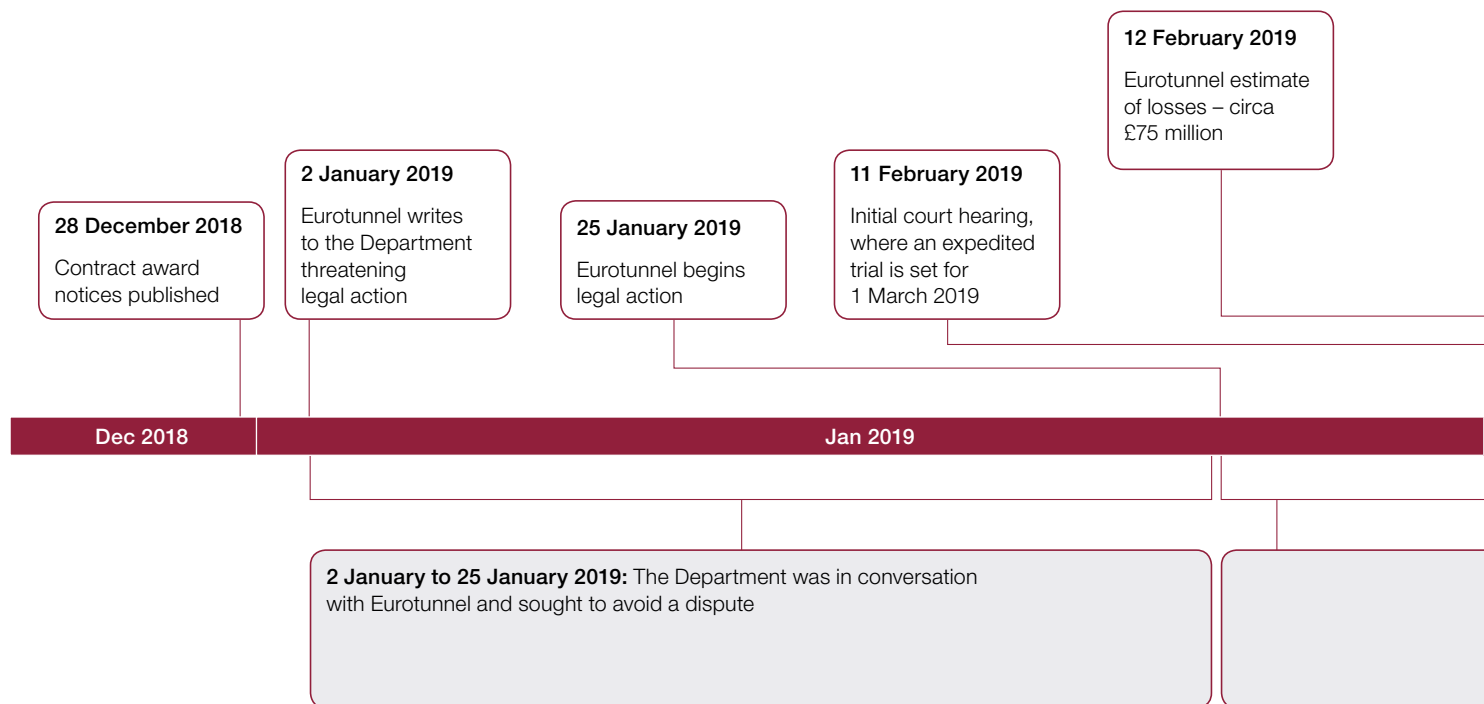 12 February 2019
Eurotunnel estimate
of losses – circa
£75 million
2 January 2019
Eurotunnel writes
to the Department
threatening
legal action
11 February 2019
Initial court hearing,
where an expedited
trial is set for
1 March 2019
28 December 2018
Contract award
notices published
25 January 2019
Eurotunnel begins
legal action
Dec 2018
Jan 2019
2 January to 25 January 2019: The Department was in conversation
with Eurotunnel and sought to avoid a dispute